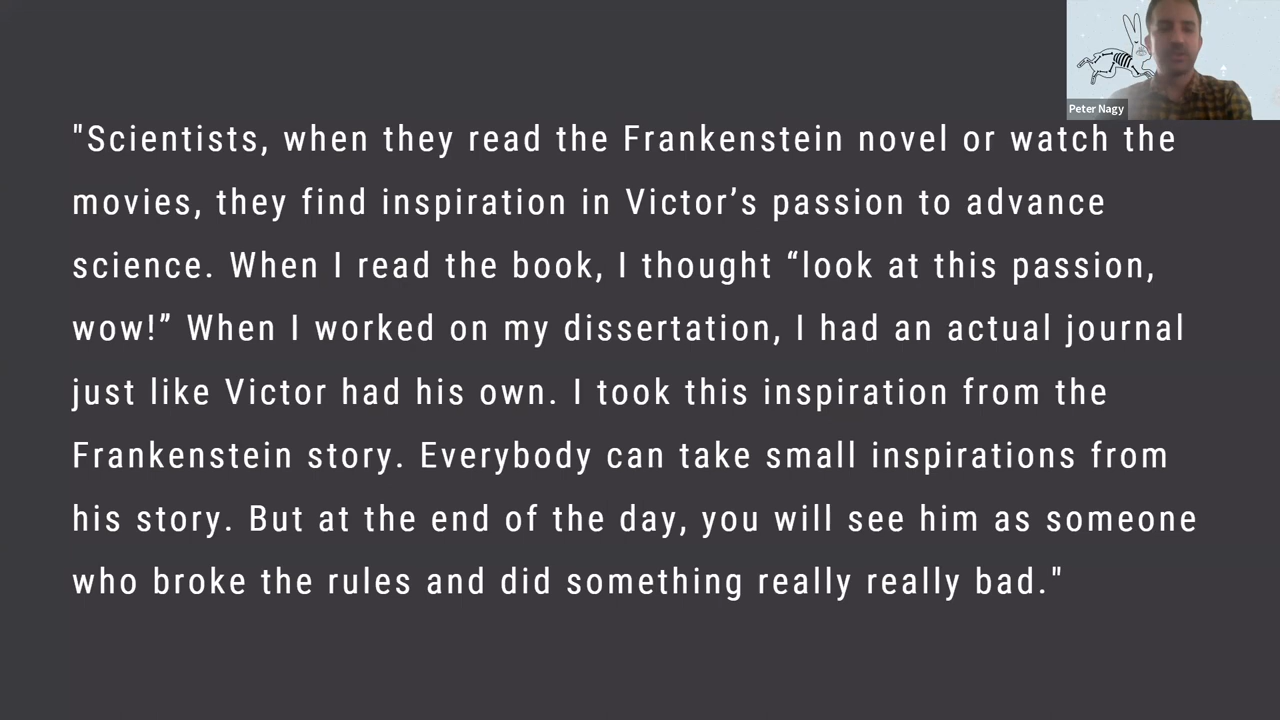 Peter Nagy
"Scientists, when they read the Frankenstein novel or watch the
movies, they find inspiration in Victor’s passion to advance
science. When I read the book, I thought “look at this passion,
wow!” When I worked on my dissertation, I had an actual journal
just like Victor had his own. I took this inspiration from the
Frankenstein story. Everybody can take small inspirations from
his story. But at the end of the day, you will see him as someone
who broke the rules and did something really really bad."